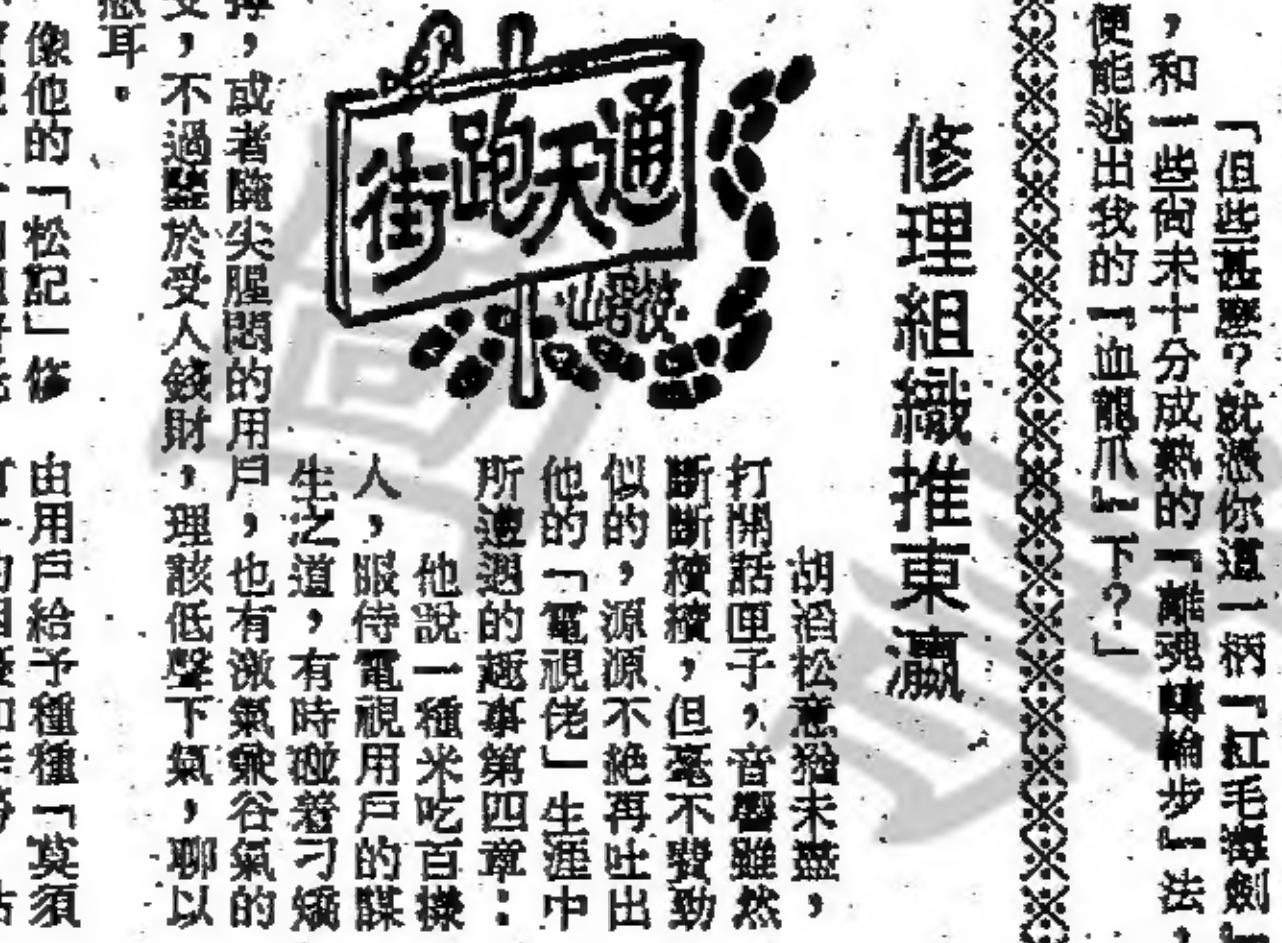 「但些甚麼？就憑你這一柄『紅毛寶劍』
，和一些尚未十分成熟的『離魂轉輪步』法，
便能逃出我的『血龍爪』下？」
修理組織推東瀛
通天跑街
胡滔松意猶未盡，
打開話匣子，音響雖然
斷斷續續，但毫不費勁
似的，源源不絕再吐出
他的「電視佬」生涯中
所遭遇的趣事第四章：
他說一種米吃百樣
人，服侍電視用戶的謀
生之道，有時碰着刁矯
，或者腌尖腥悶的用戶，也有激氣兼谷氣的
，不過鑒於受人錢財，理該低聲下氣，聊以
耳。
像他的「松記」修
由用戶給予種種「莫須